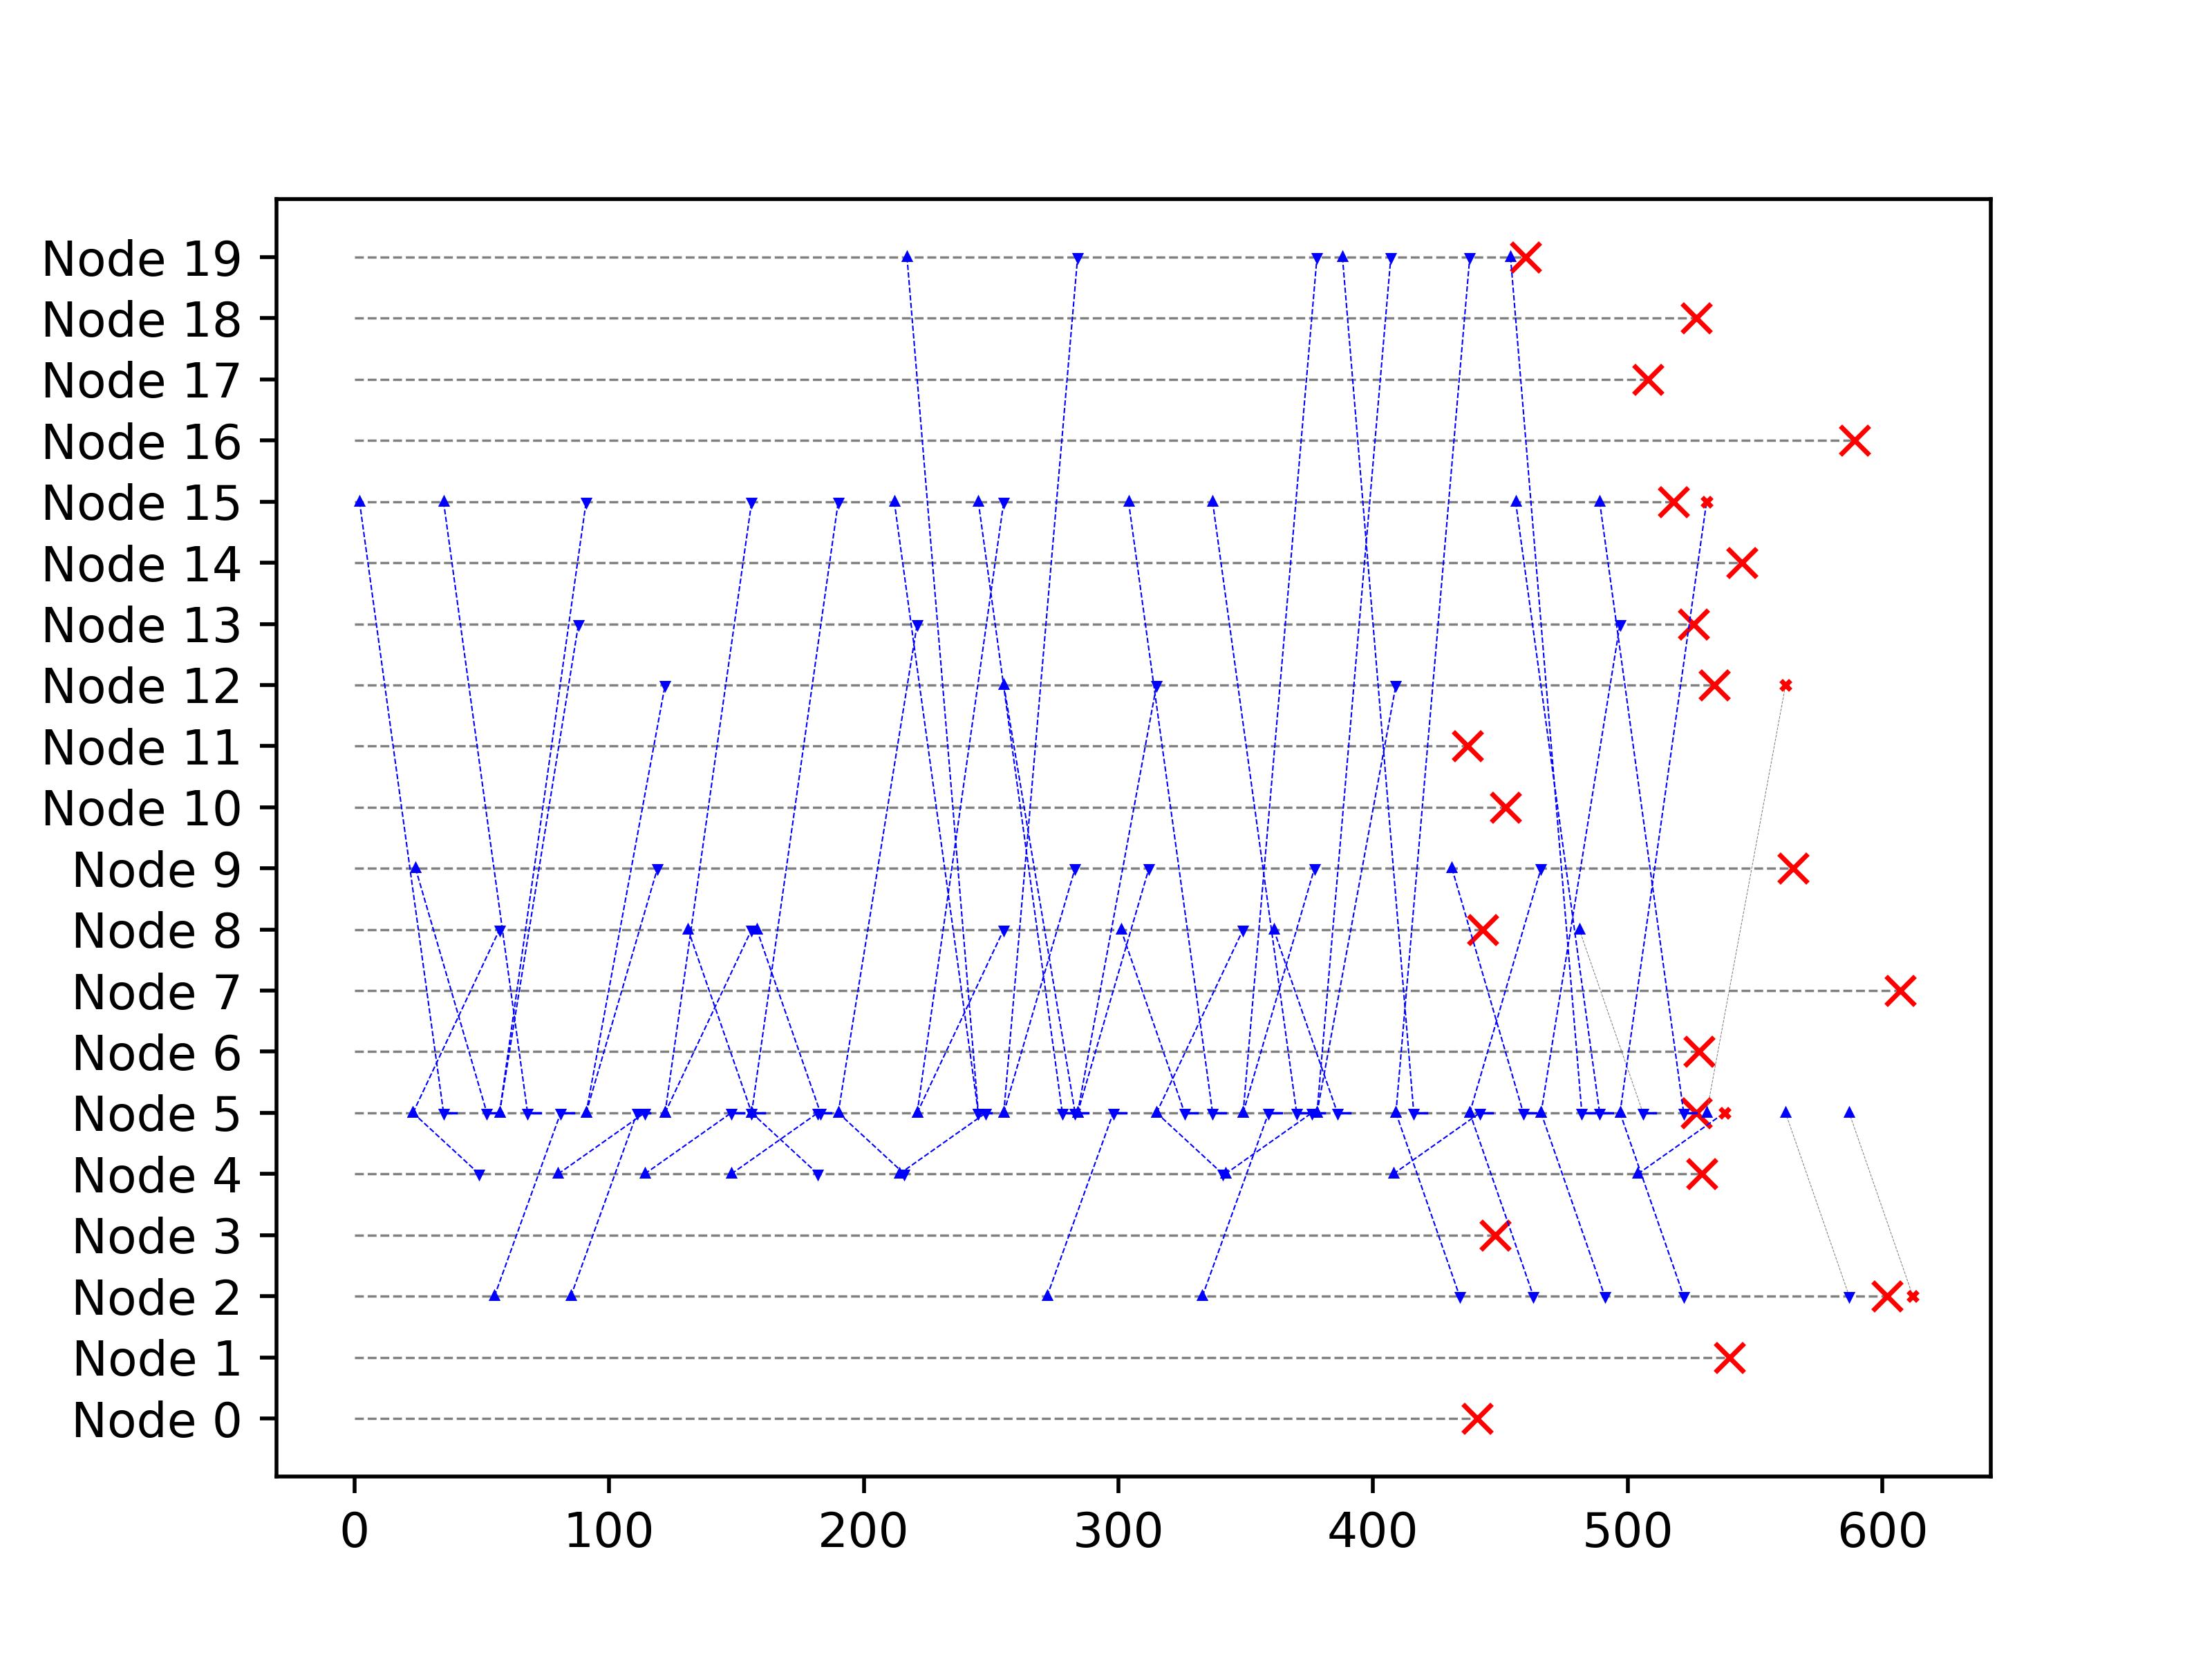 Node 19
Node 18
Node 17
Node 16
Node 15
Node 14
Node 13
Node 12
Node 11
Node 10
Node 9
Node 8
Node 7
Node 6
Node 5
Node 4
Node 3
Node 2
Node 1
Node 0
0 100 200 300 400 500 600